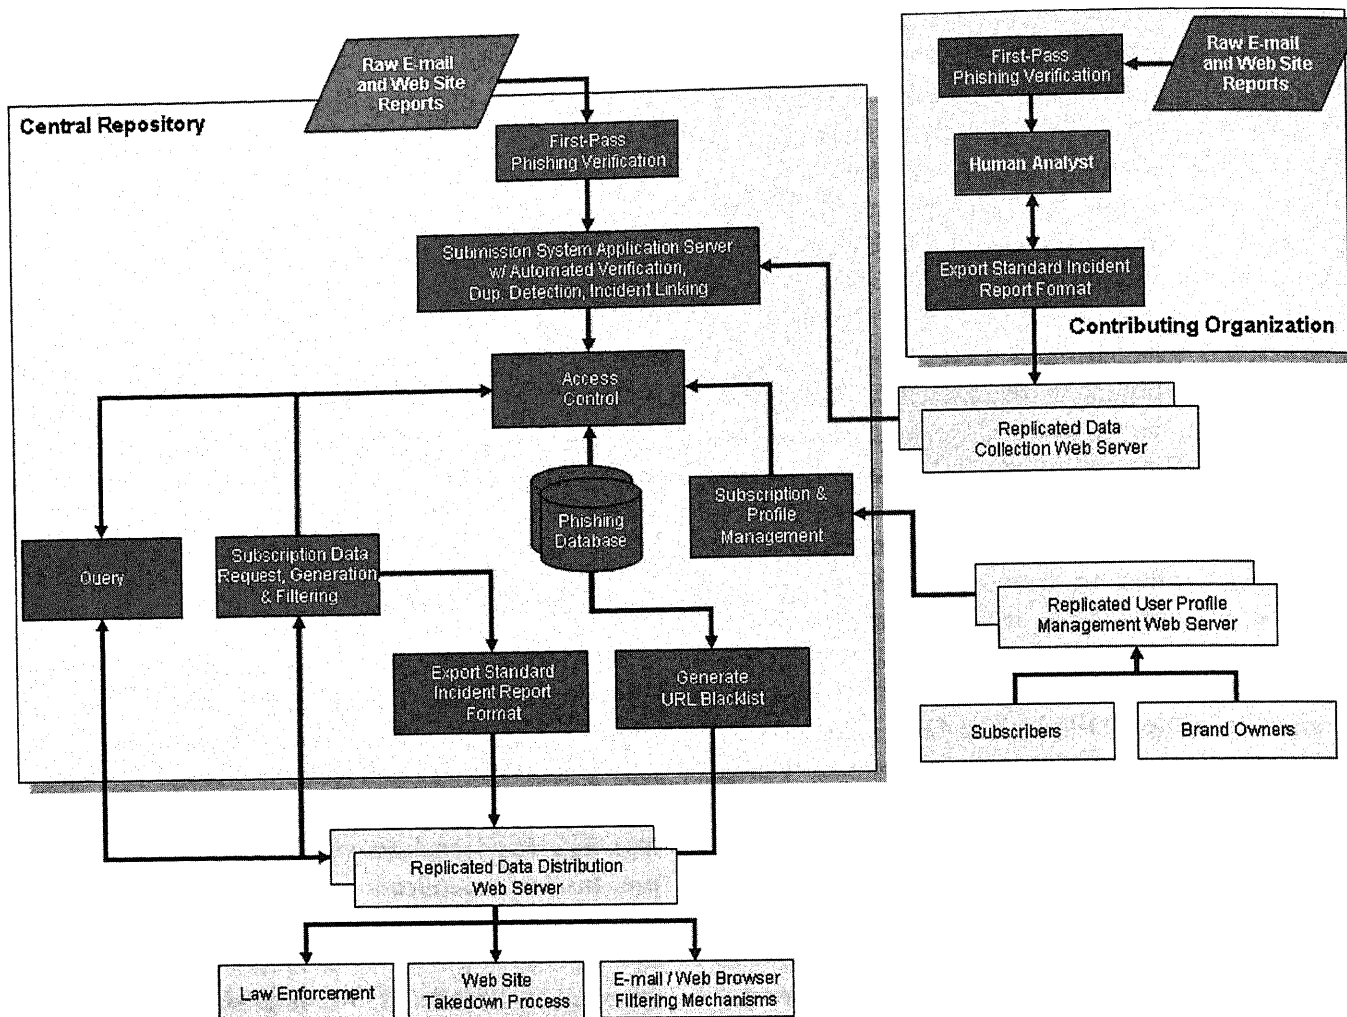 Raw E-mail
and Web Site
Reports
Central Repository
First-Pass
Phishing Verification
Submission System Application Server
w/ Automated Verification,
Dup. Detection, Incident Linking
Access
Control
Phishing
Database
Subscription &
Profile
Management
Query
Subscription Data
Request, Generation
& Filtering
Export Standard
Incident Report
Format
Generate
URL Blacklist
First-Pass
Phishing Verification
Raw E-mail
and Web Site
Reports
Human Analyst
Export Standard Incident
Report Format
Contributing Organization
Replicated Data
Collection Web Server
Replicated User Profile
Management Web Server
Subscribers
Brand Owners
Replicated Data Distribution
Web Server
Law Enforcement
Web Site
Takedown Process
E-mail / Web Browser
Filtering Mechanisms